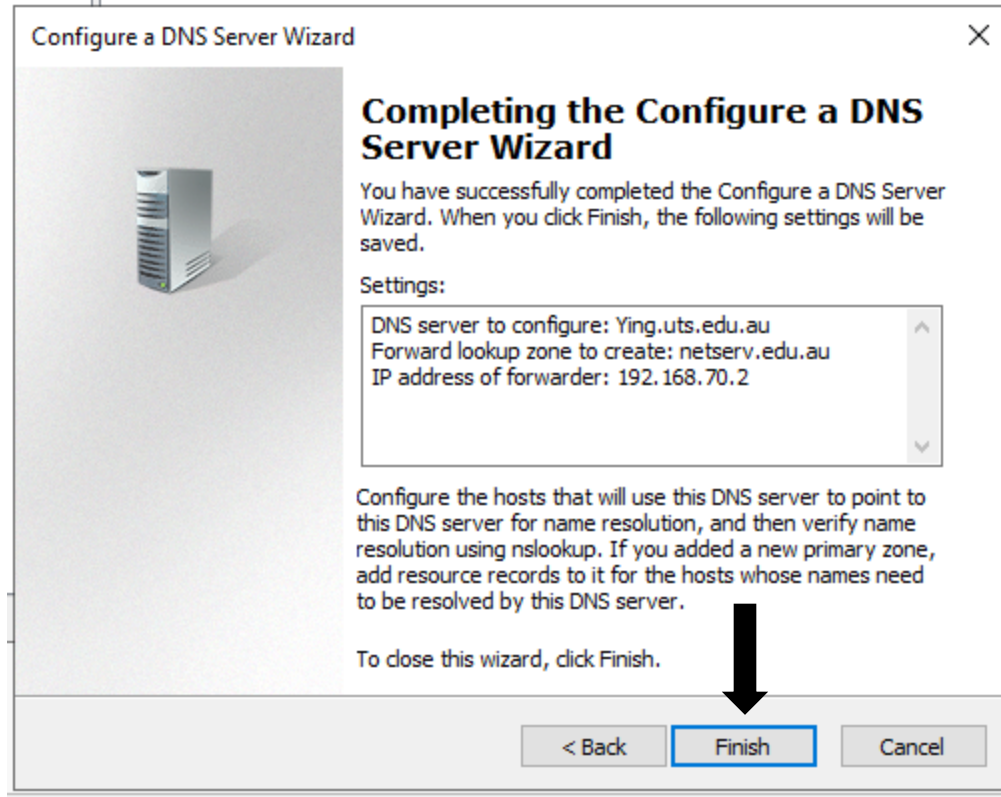 Configure a DNS Server Wizard
Completing the Configure a DNS
Server Wizard
You have successfully completed the Configure a DNS Server
Wizard. When you click Finish, the following settings will be
saved.
Settings:
DNS server to configure: Ying.uts.edu.au
Forward lookup zone to create: netserv.edu.au
IP address of forwarder: 192.168.70.2
Configure the hosts that will use this DNS server to point to
this DNS server for name resolution, and then verify name
resolution using nslookup. If you added a new primary zone,
add resource records to it for the hosts whose names need
to be resolved by this DNS server.
To close this wizard, click Finish.
< Back Finish Cancel